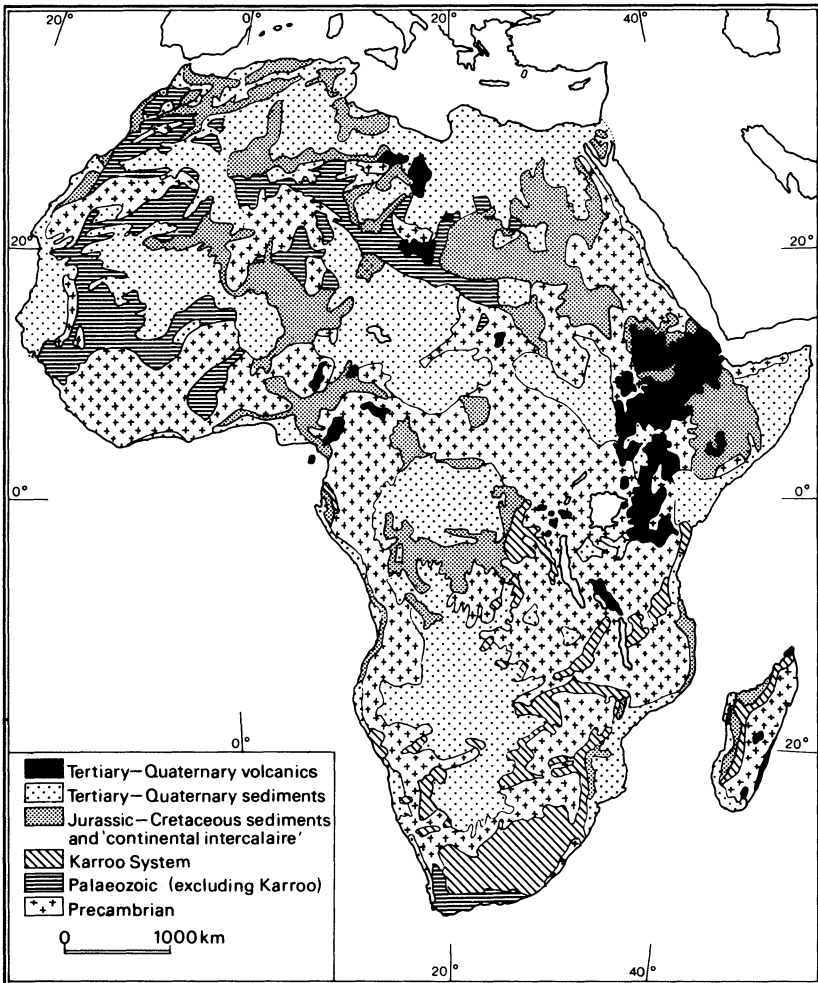 20° 0° 20° 40°
20° 20°
0° 0°
0° 20°
Tertiary–Quaternary volcanics
Tertiary–Quaternary sediments
Jurassic–Cretaceous sediments
and 'continental intercalaire'
Karroo System
Palaeozoic (excluding Karroo)
Precambrian
0 1000km
20° 40°